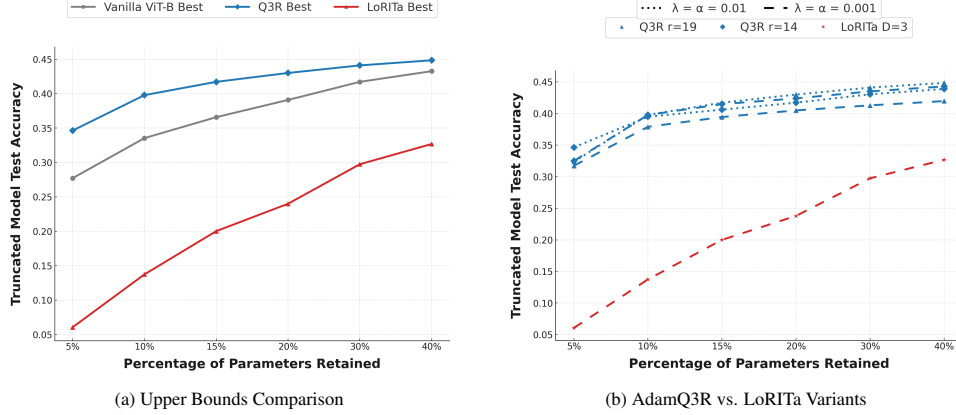 Vanilla ViT-B Best Q3R Best LoRITa Best
Truncated Model Test Accuracy
0.45
0.40
0.35
0.30
0.25
0.20
0.15
0.10
0.05
5% 10% 15% 20% 30% 40%
Percentage of Parameters Retained
(a) Upper Bounds Comparison
λ = α = 0.01 λ = α = 0.001
Q3R r=19 Q3R r=14 LoRITa D=3
Truncated Model Test Accuracy
0.45
0.40
0.35
0.30
0.25
0.20
0.15
0.10
0.05
5% 10% 15% 20% 30% 40%
Percentage of Parameters Retained
(b) AdamQ3R vs. LoRITa Variants